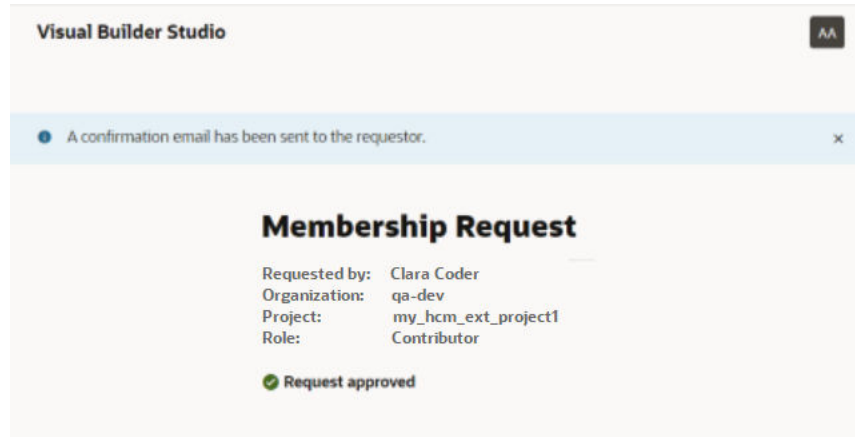 Visual Builder Studio
AA
A confirmation email has been sent to the requestor.
Membership Request
Requested by: Clara Coder
Organization: qa-dev
Project: my_hcm_ext_project1
Role: Contributor
Request approved